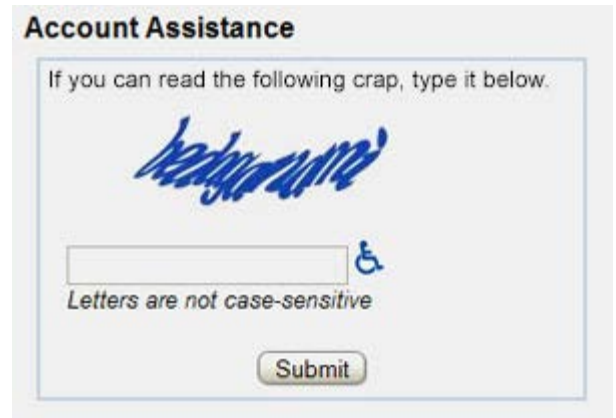 Account Assistance
If you can read the following crap, type it below.
Letters are not case-sensitive
Submit